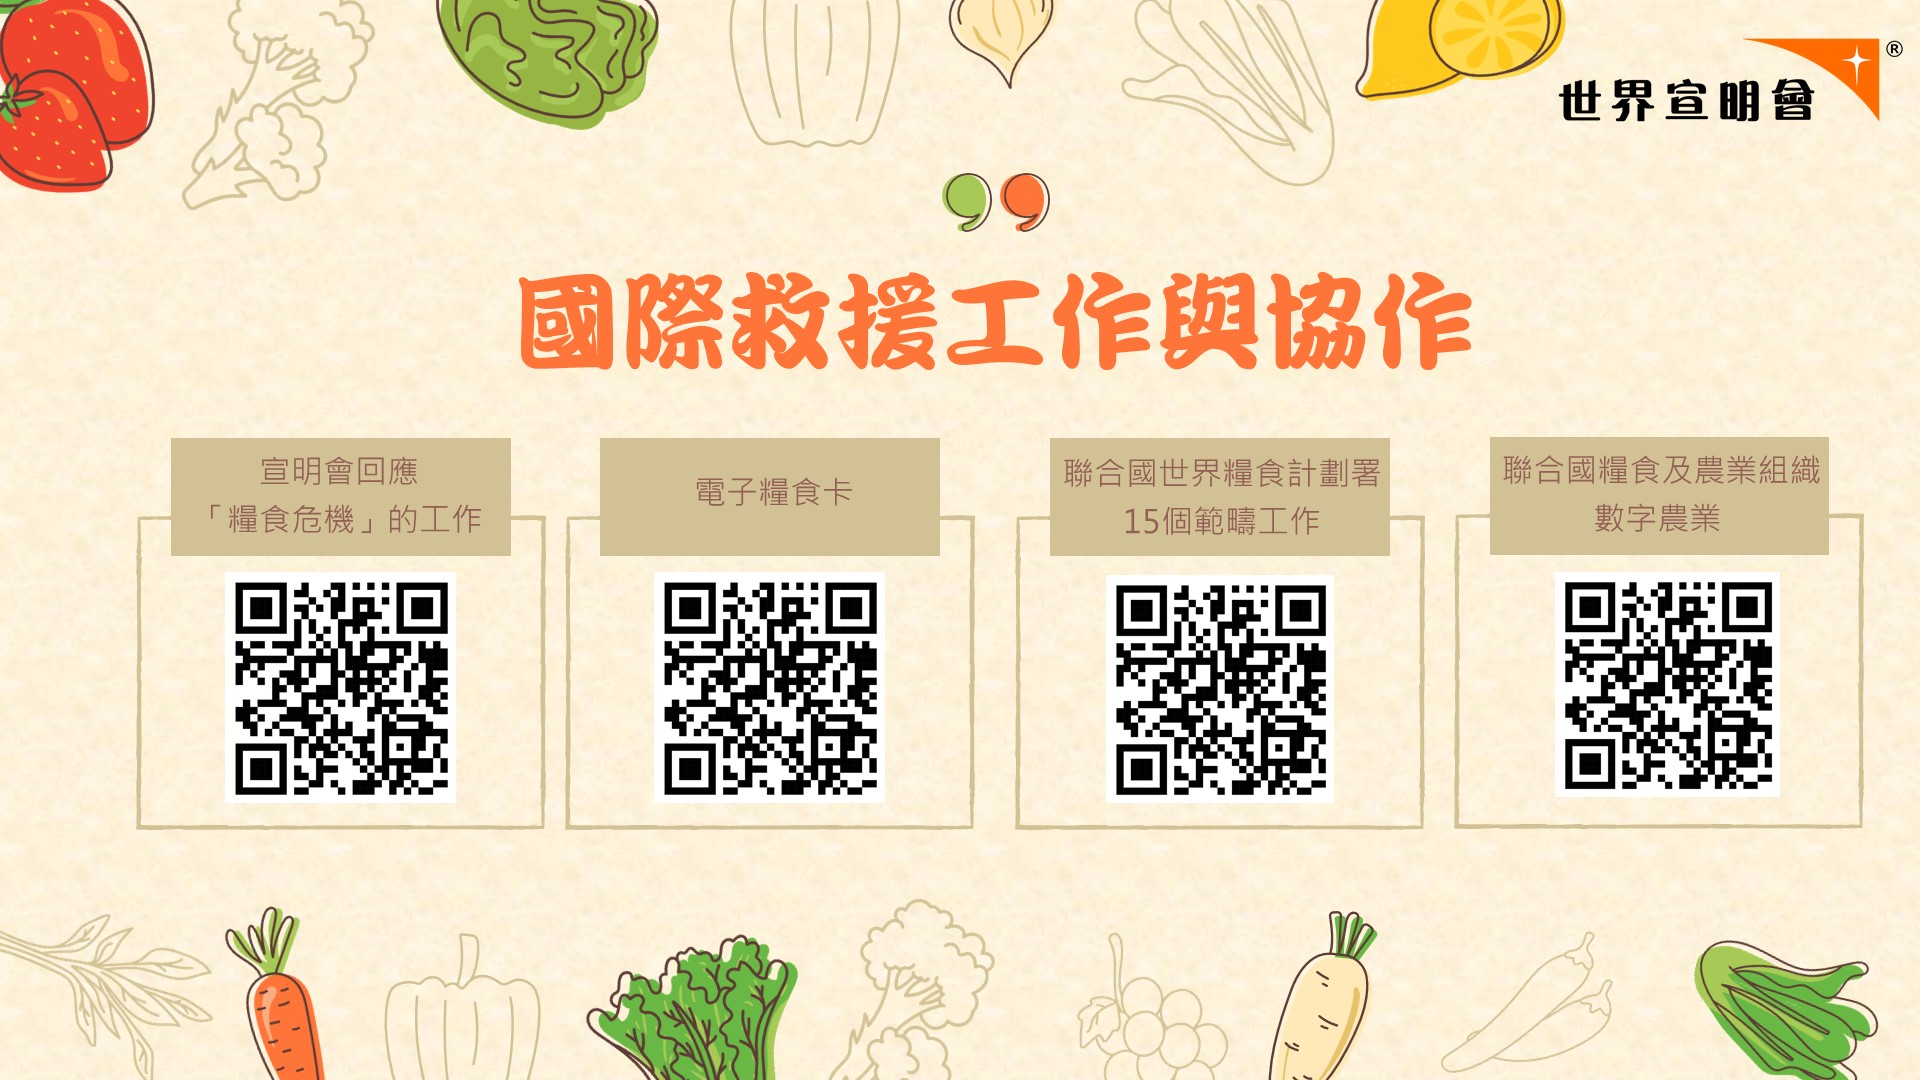 世界宣明會®
國際救援工作與協作
宣明會回應
「糧食危機」的工作
電子糧食卡
聯合國世界糧食計劃署
15個範疇工作
聯合國糧食及農業組織
數字農業